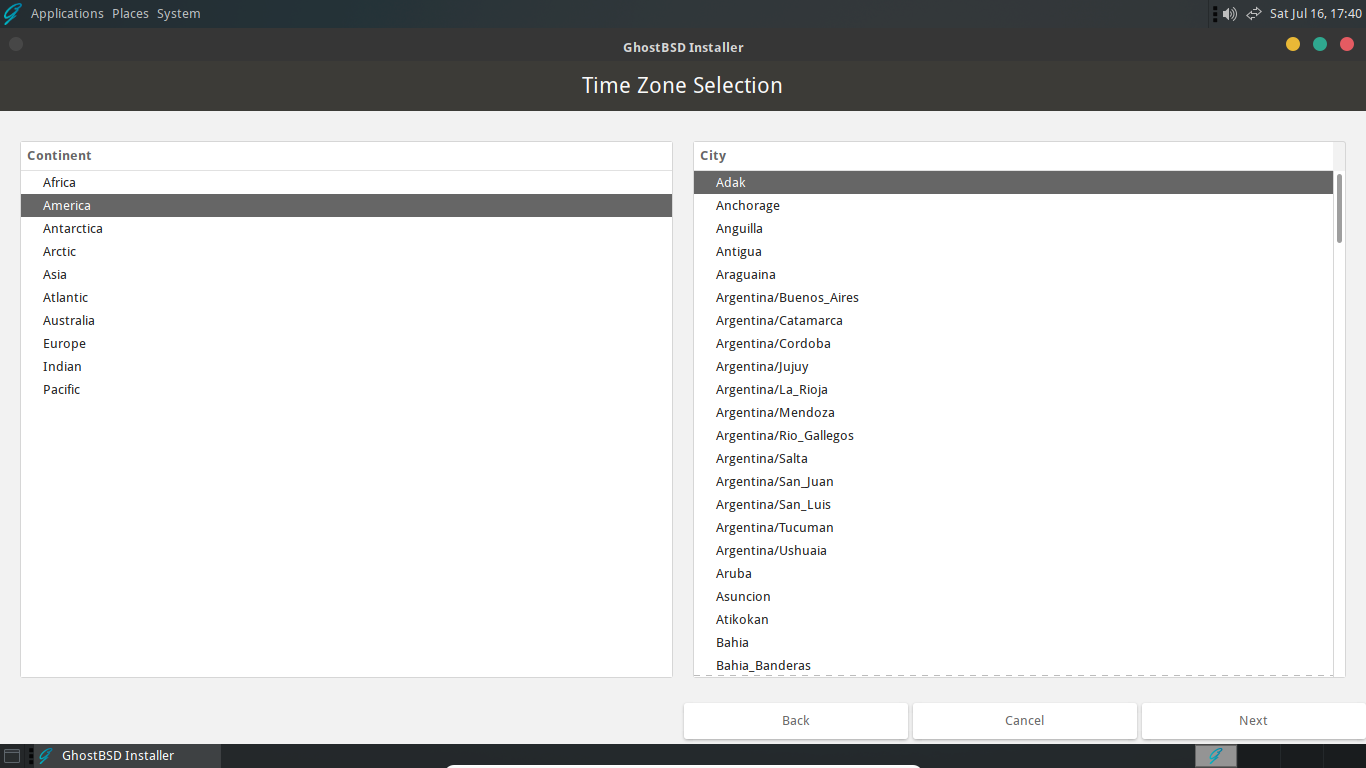 Applications Places System
Sat Jul 16, 17:40
GhostBSD Installer
Time Zone Selection
Continent
Africa
America
Antarctica
Arctic
Asia
Atlantic
Australia
Europe
Indian
Pacific
City
Adak
Anchorage
Anguilla
Antigua
Araguaina
Argentina/Buenos_Aires
Argentina/Catamarca
Argentina/Cordoba
Argentina/Jujuy
Argentina/La_Rioja
Argentina/Mendoza
Argentina/Rio_Gallegos
Argentina/Salta
Argentina/San_Juan
Argentina/San_Luis
Argentina/Tucuman
Argentina/Ushuaia
Aruba
Asuncion
Atikokan
Bahia
Bahia_Banderas
Back Cancel Next
GhostBSD Installer